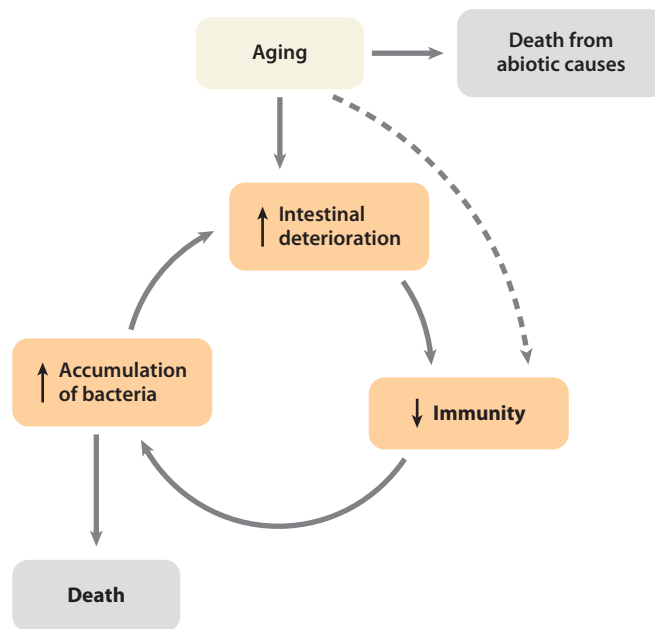 Aging
Death from
abiotic causes
↑ Intestinal
deterioration
↑ Accumulation
of bacteria
↓ Immunity
Death